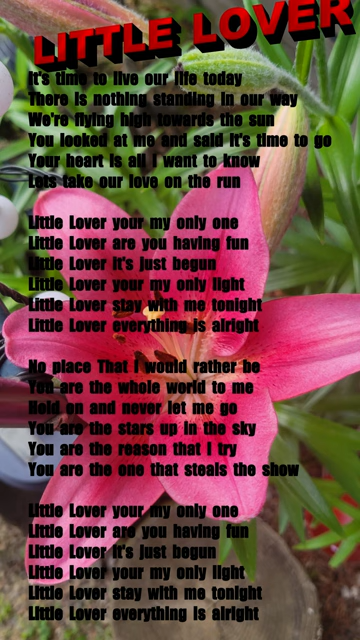 LITTLE LOVER
It's time to live our life today
There is nothing standing in our way
We're flying high towards the sun
You looked at me and said it's time to go
Your heart is all I want to know
Lets take our love on the run
Little Lover your my only one
Little Lover are you having fun
Little Lover it's just begun
Little Lover your my only light
Little Lover stay with me tonight
Little Lover everything is alright
No place That I would rather be
You are the whole world to me
Hold on and never let me go
You are the stars up in the sky
You are the reason that I try
You are the one that steals the show
Little Lover your my only one
Little Lover are you having fun
Little Lover it's just begun
Little Lover your my only light
Little Lover stay with me tonight
Little Lover everything is alright